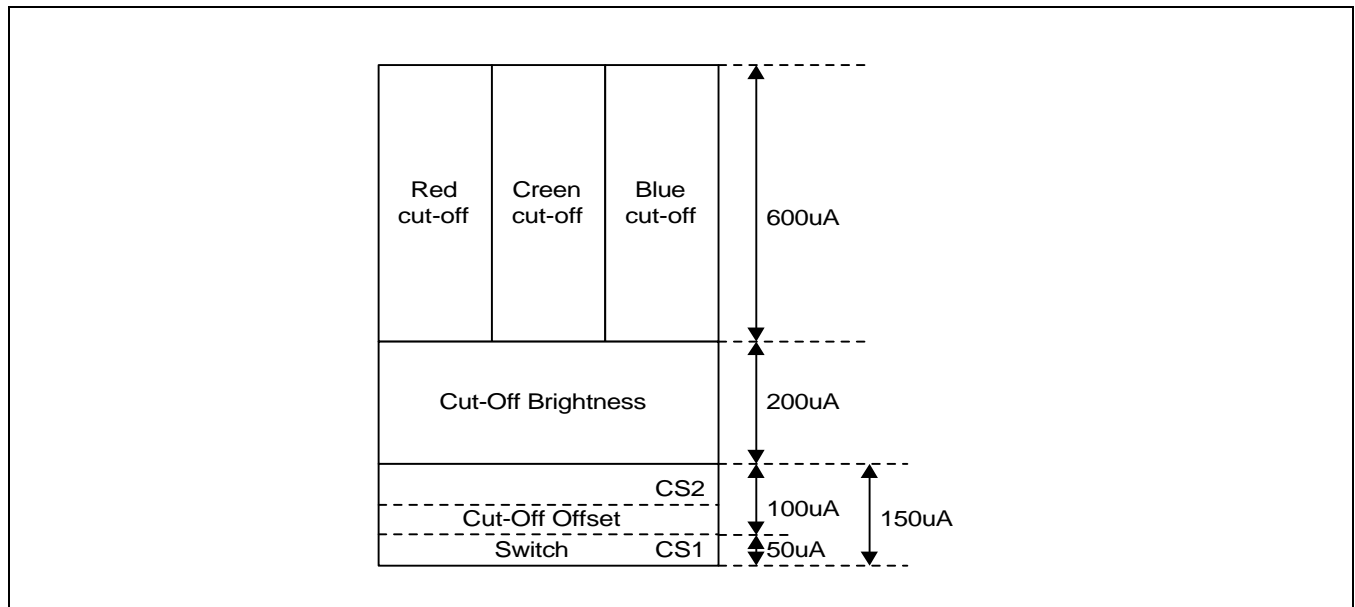 Red
cut-off
Creen
cut-off
Blue
cut-off
600uA
Cut-Off Brightness
200uA
CS2
Cut-Off Offset
100uA
150uA
Switch
CS1
50uA